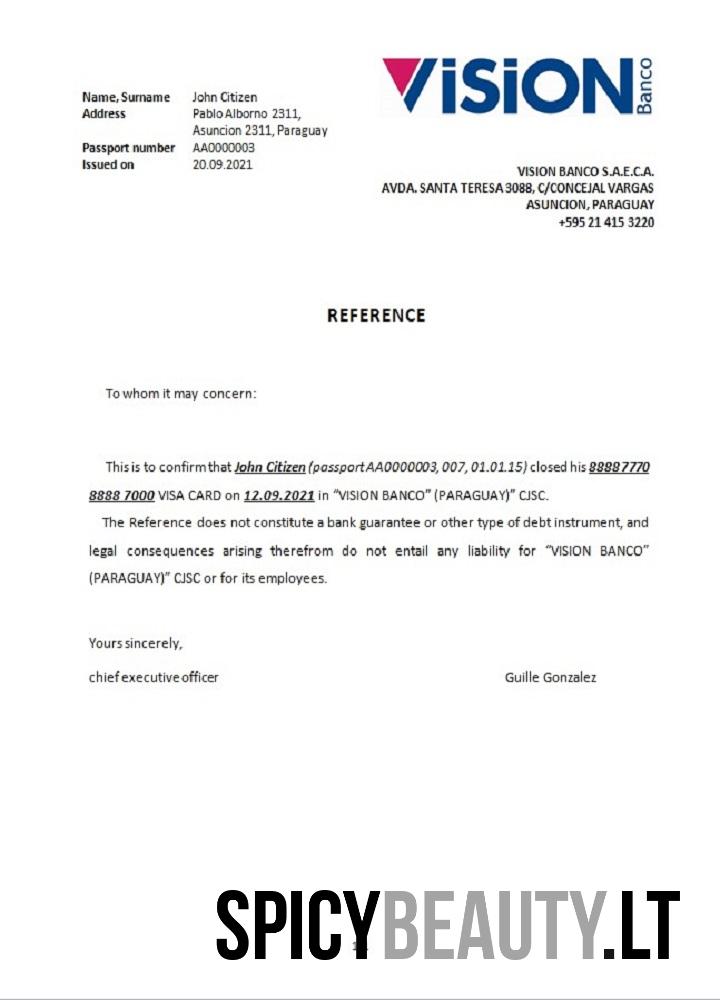 Name, Surname John Citizen
Address Pablo Alborno 2311,
Asuncion 2311, Paraguay
Passport number AA0000003
Issued on 20.09.2021
VISION Banco
VISION BANCO S.A.E.C.A.
AVDA. SANTA TERESA 3088, C/CONCEJAL VARGAS
ASUNCION, PARAGUAY
+595 21 415 3220
REFERENCE
To whom it may concern:
This is to confirm that John Citizen (passport AA0000003, 007, 01.01.15) closed his 8888 7770
8888 7000 VISA CARD on 12.09.2021 in “VISION BANCO” (PARAGUAY)” CJSC.
The Reference does not constitute a bank guarantee or other type of debt instrument, and
legal consequences arising therefrom do not entail any liability for “VISION BANCO”
(PARAGUAY)” CJSC or for its employees.
Yours sincerely,
chief executive officer Guille Gonzalez
SPICYBEAUTY.LT